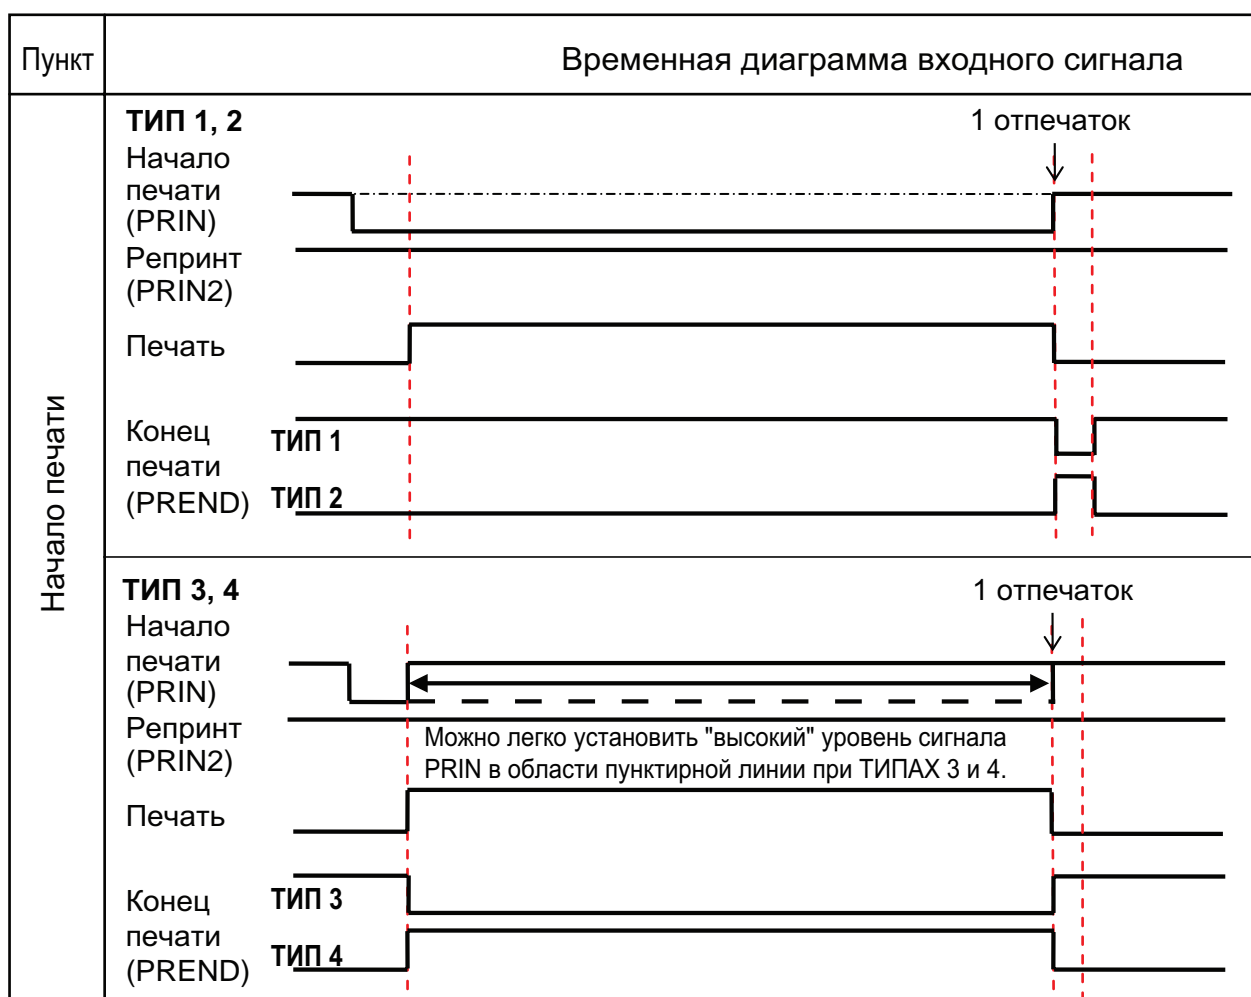 Пункт
Временная диаграмма входного сигнала
Начало печати
ТИП 1, 2
1 отпечаток
Начало
печати
(PRIN)
Репринт
(PRIN2)
Печать
Конец
печати
(PREND)
ТИП 1
ТИП 2
ТИП 3, 4
1 отпечаток
Начало
печати
(PRIN)
Репринт
(PRIN2)
Можно легко установить "высокий" уровень сигнала
PRIN в области пунктирной линии при ТИПАХ 3 и 4.
Печать
Конец
печати
(PREND)
ТИП 3
ТИП 4